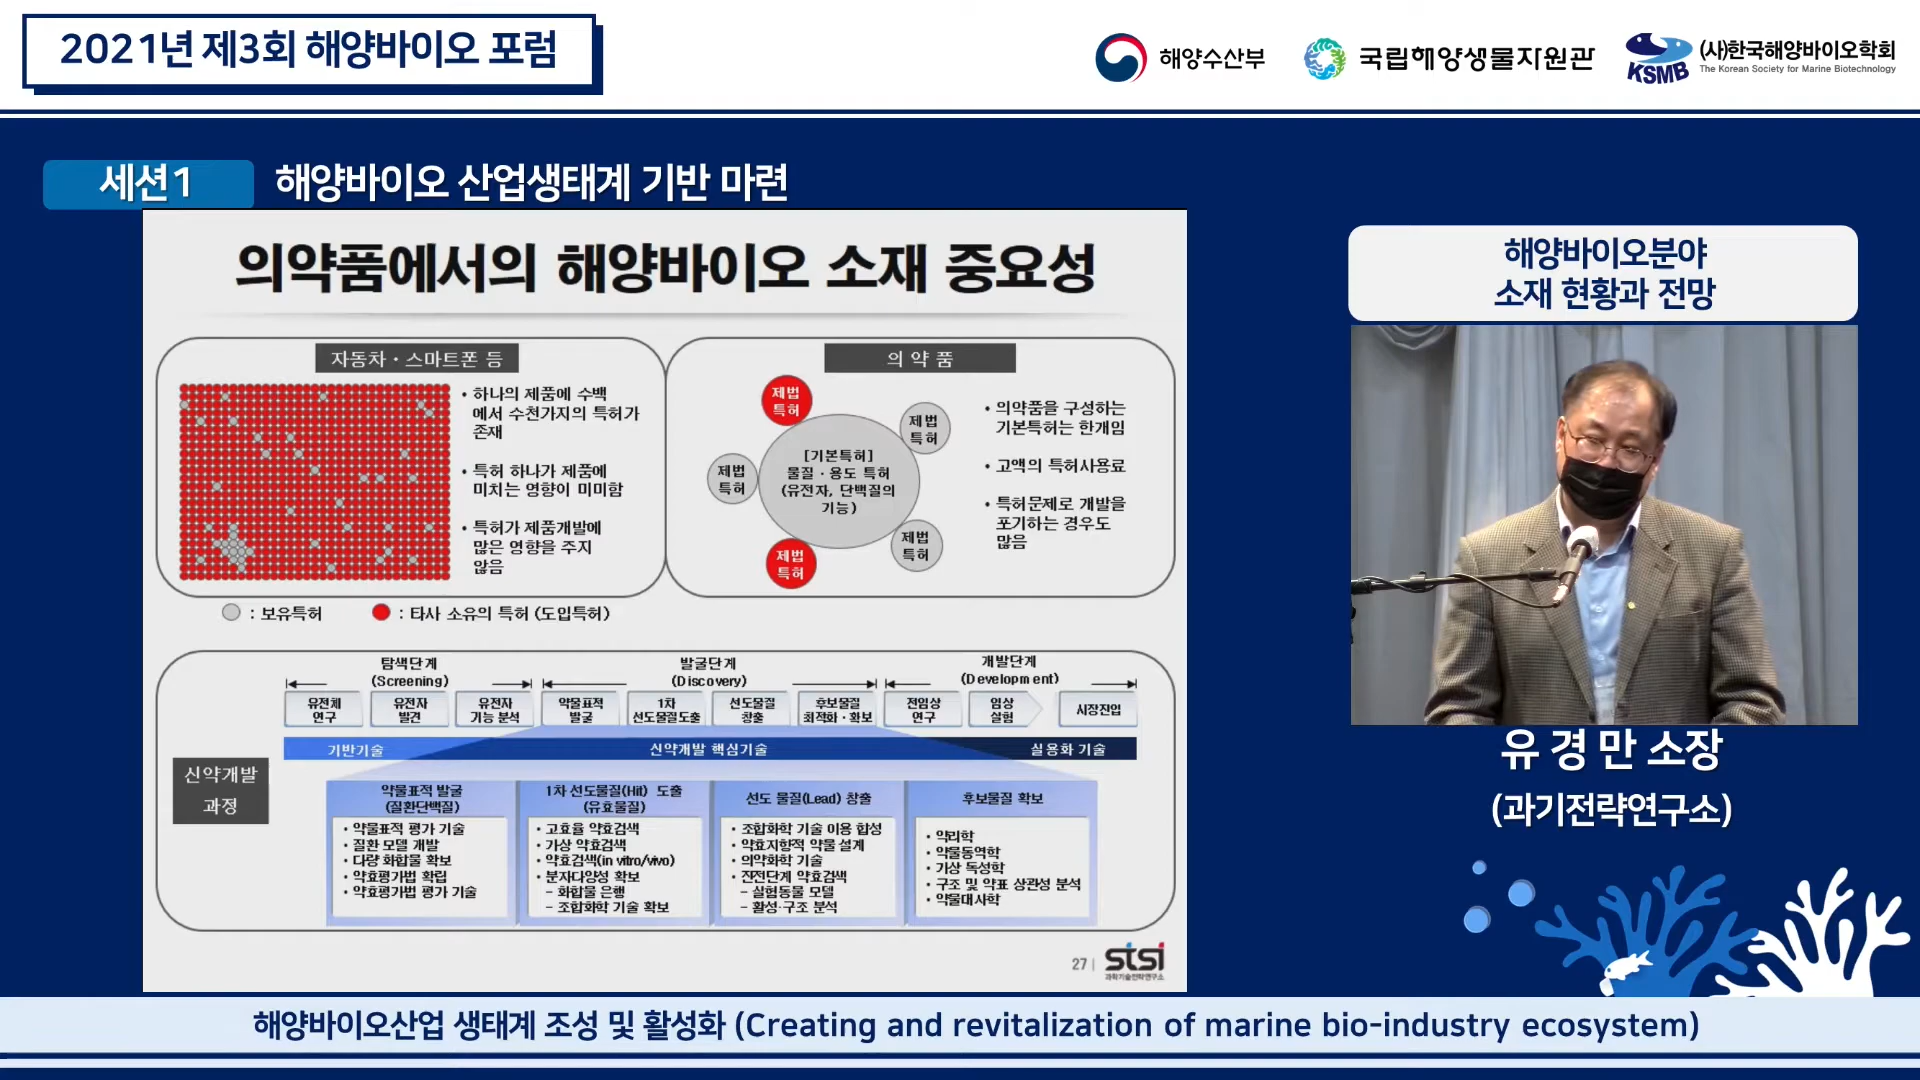 2021년 제3회 해양바이오 포럼
해양수산부
국립해양생물자원관
KSMB
(사)한국해양바이오학회
The Korean Society for Marine Biotechnology
세션1
해양바이오 산업생태계 기반 마련
의약품에서의 해양바이오 소재 중요성
자동차·스마트폰 등
• 하나의 제품에 수백
에서 수천가지의 특허가
존재
• 특허 하나가 제품에
미치는 영향이 미미함
• 특허가 제품개발에
많은 영향을 주지
않음
의 약 품
제법
특허
제법
특허
제법
특허
[기본특허]
물질·용도 특허
(유전자, 단백질의
기능)
제법
특허
제법
특허
• 의약품을 구성하는
기본특허는 한개임
• 고액의 특허사용료
• 특허문제로 개발을
포기하는 경우도
많음
: 보유특허
: 타사 소유의 특허 (도입특허)
탐색단계
(Screening)
발굴단계
(Discovery)
개발단계
(Development)
유전체
연구
유전자
발견
유전자
기능 분석
약물표적
발굴
1차
선도물질도출
선도물질
창출
후보물질
최적화·확보
전임상
연구
임상
실험
시장진입
기반기술
신약개발 핵심기술
실용화 기술
신약개발
과정
약물표적 발굴
(질환단백질)
• 약물표적 평가 기술
• 질환 모델 개발
• 다량 화합물 확보
• 약효평가법 확립
• 약효평가법 평가 기술
1차 선도물질(Hit) 도출
(유효물질)
• 고효율 약효검색
• 가상 약효검색
• 약효검색(in vitro/vivo)
• 분자다양성 확보
– 화합물 은행
– 조합화학 기술 확보
선도 물질(Lead) 창출
• 조합화학 기술 이용 합성
• 약효지향적 약물 설계
• 의약화학 기술
• 진전단계 약효검색
– 실험동물 모델
– 활성·구조 분석
후보물질 확보
• 약리학
• 약물동역학
• 가상 독성학
• 구조 및 약표 상관성 분석
• 약물대사학
27 |
stsi
과학기술전략연구소
해양바이오분야
소재 현황과 전망
유 경 만 소장
(과기전략연구소)
해양바이오산업 생태계 조성 및 활성화 (Creating and revitalization of marine bio-industry ecosystem)